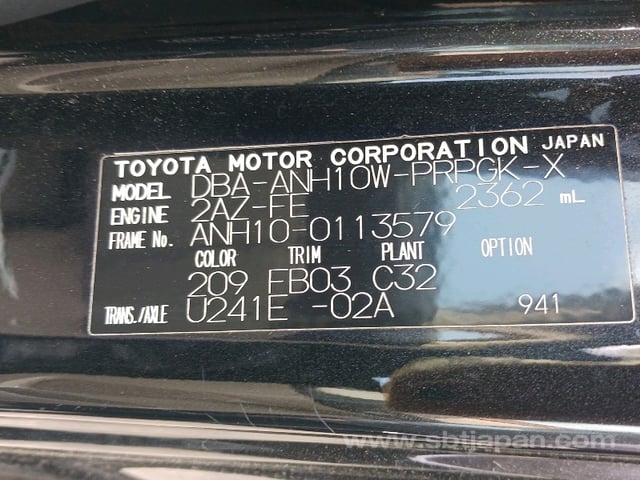 TOYOTA MOTOR CORPORATION JAPAN
MODEL DBA-ANH10W-PRPGK-X
ENGINE 2AZ-FE 2362 mL
FRAME No. ANH10-0113579
COLOR TRIM PLANT OPTION
209 FB03 C32
TRANS./AXLE U241E -02A 941
www.sbtjapan.com